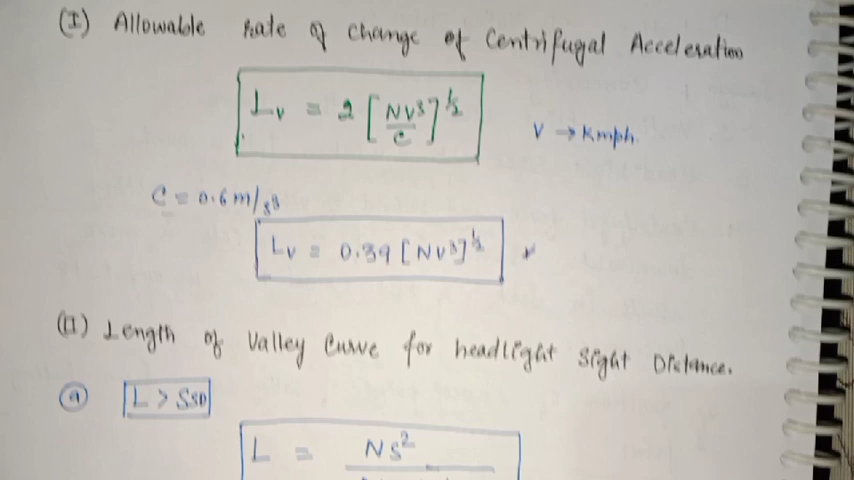 (I) Allowable Rate of change of Centrifugal Acceleration
Lv = 2 [NV³/C]^½
V → Kmph.
C = 0.6 m/s³
Lv = 0.39 [NV³]^½
(II) Length of Valley Curve for headlight Sight Distance.
(a) L > SSD
L = NS²